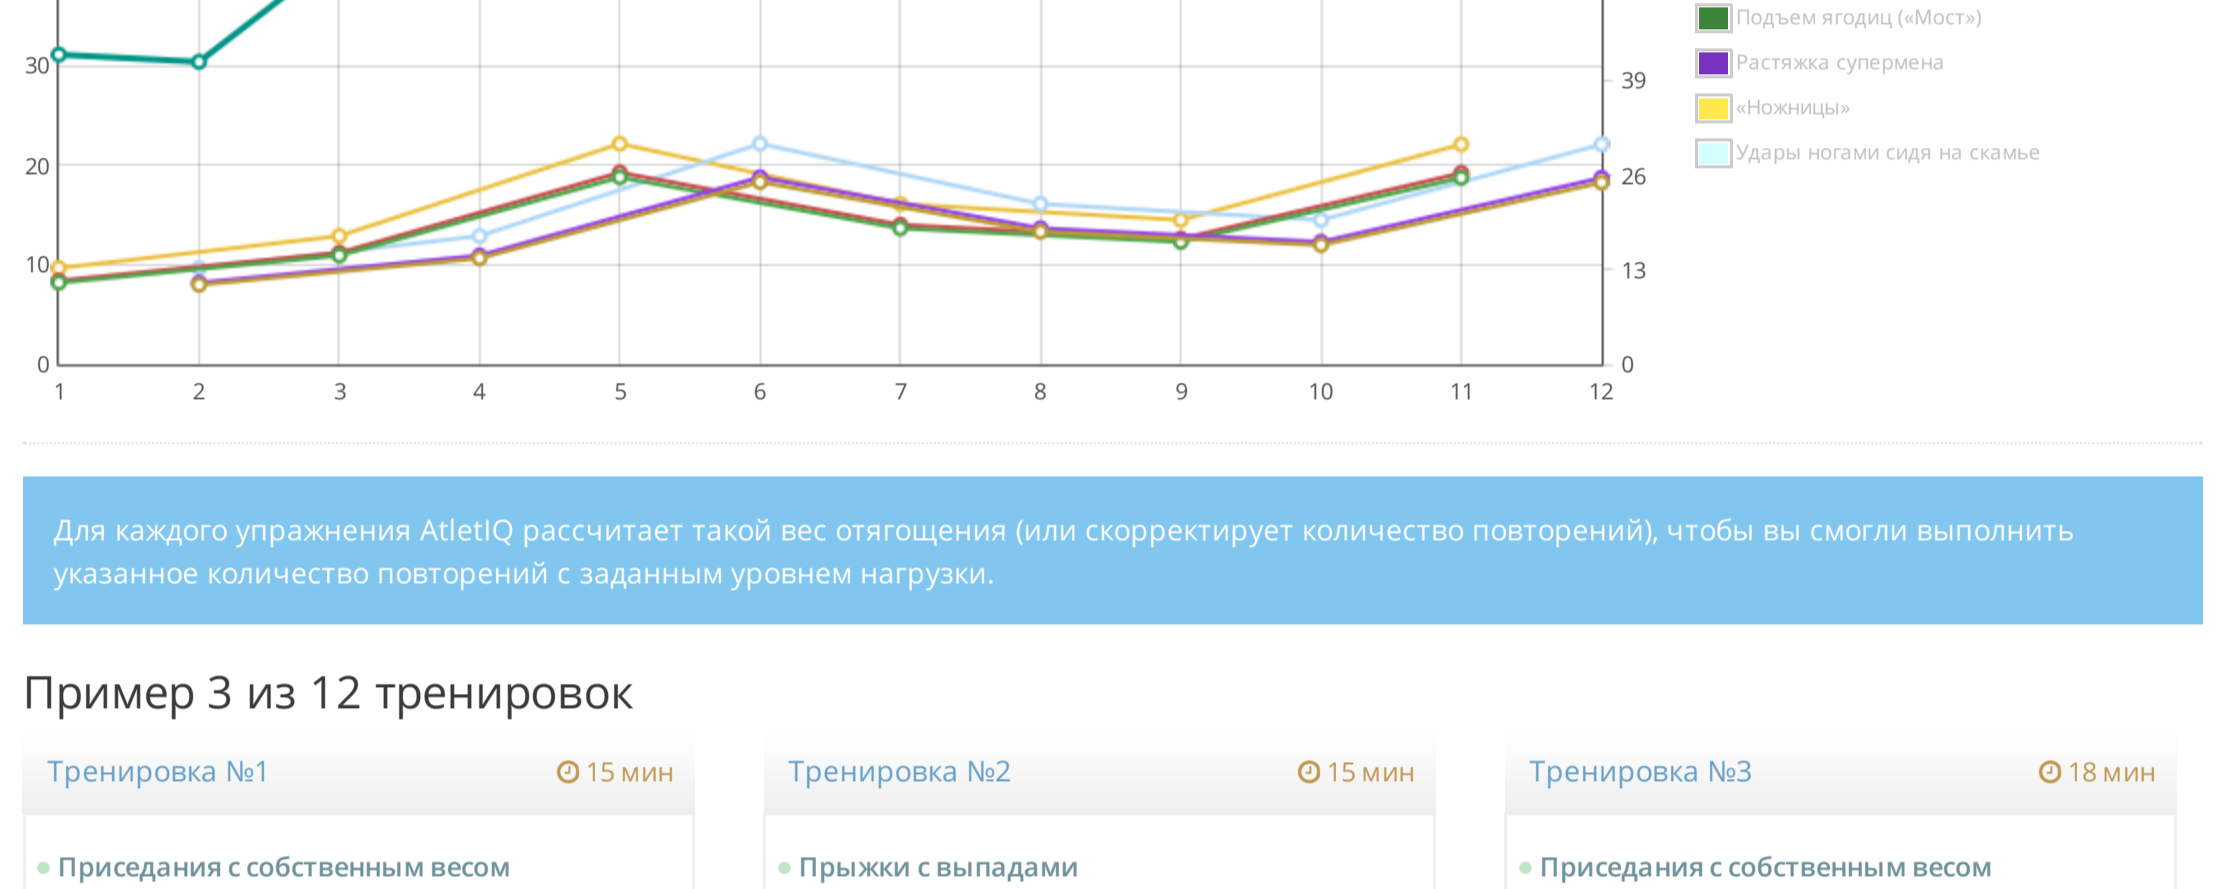 Подъем ягодиц («Мост»)
30
39
Растяжка супермена
«Ножницы»
20
26
Удары ногами сидя на скамье
10
13
0
0
1 2 3 4 5 6 7 8 9 10 11 12
Для каждого упражнения AtletIQ рассчитает такой вес отягощения (или скорректирует количество повторений), чтобы вы смогли выполнить
указанное количество повторений с заданным уровнем нагрузки.
Пример 3 из 12 тренировок
Тренировка №1 15 мин
Приседания с собственным весом
Тренировка №2 15 мин
Прыжки с выпадами
Тренировка №3 18 мин
Приседания с собственным весом